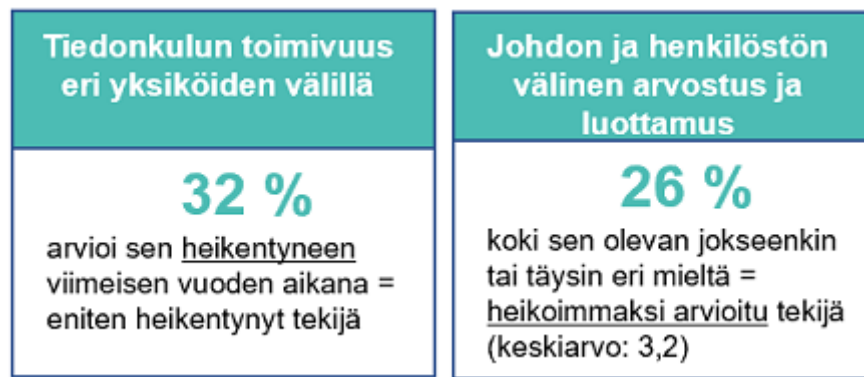 Tiedonkulun toimivuus
eri yksiköiden välillä
32 %
arvioi sen heikentyneen
viimeisen vuoden aikana =
eniten heikentynyt tekijä
Johdon ja henkilöstön
välinen arvostus ja
luottamus
26 %
koki sen olevan jokseenkin
tai täysin eri mieltä =
heikoimmaksi arvioitu tekijä
(keskiarvo: 3,2)